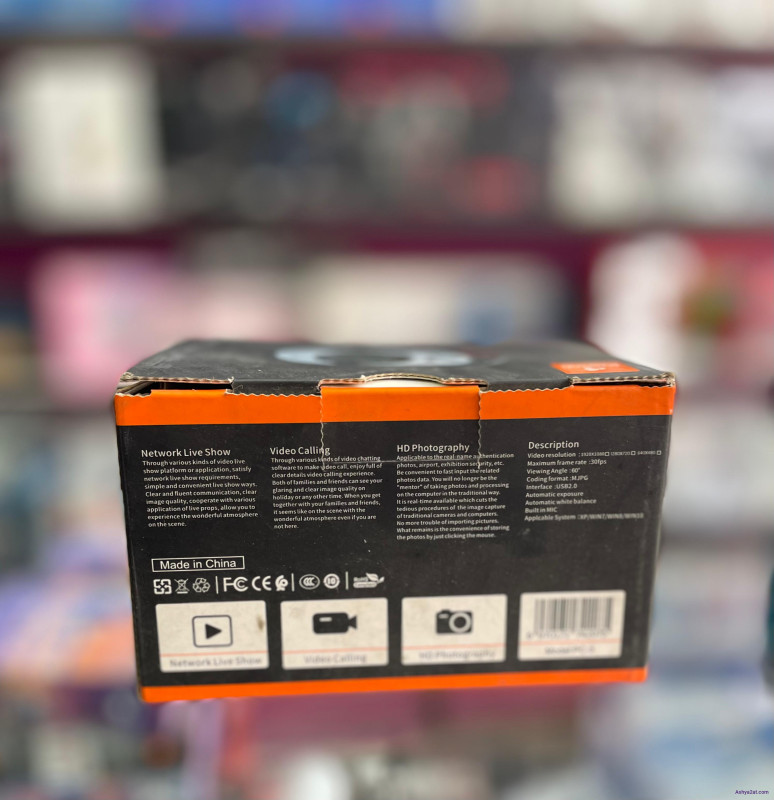 Network Live Show
Through various kinds of video live
show platform or application, satisfy
network live show requirements,
simple and convenient live show ways.
Clear and fluent communication, clear
image quality, cooperate with various
application of live props, allow you to
experience the wonderful atmosphere
on the scene.
Video Calling
Through various kinds of video chatting
software to make video call, enjoy full of
clear details video calling experience.
Both of families and friends can see your
glaring and clear image quality on
holiday or any other time. When you get
together with your families and friends,
it seems like on the scene with the
wonderful atmosphere even if you are
not here.
HD Photography
Applicable to the real-name authentication
photos, airport, exhibition security, etc.
Be convenient to fast input the related
photos data. You will no longer be the
"mentor" of taking photos and processing
on the computer in the traditional way.
It is real-time available which cuts the
tedious procedures of the image capture
of traditional cameras and computers.
No more trouble of importing pictures.
What remains is the convenience of storing
the photos by just clicking the mouse.
Description
Video resolution :
Maximum frame rate :30fps
Viewing Angle :60°
Coding format :MJPG
Interface :USB2.0
Automatic exposure
Automatic white balance
Built in MIC
Applicable System :XP/WIN7/WIN8/WIN10
Made in China
FC CE
Network Live Show
Video Calling
HD Photography
Ashya2at.com